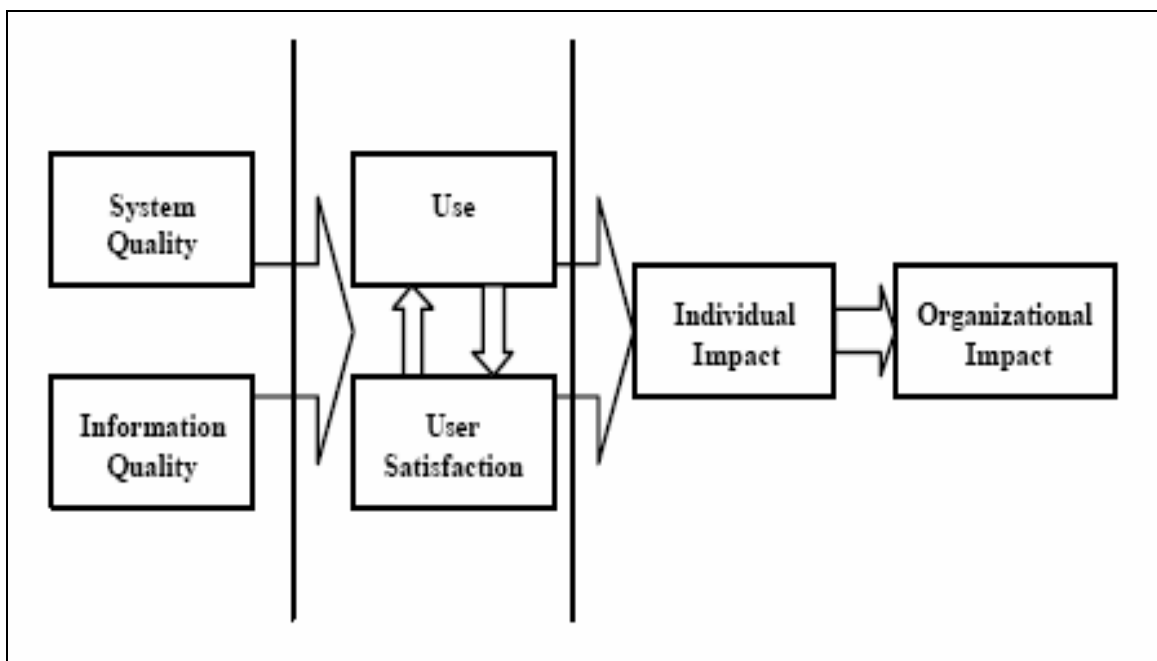 System
Quality
Use
Individual
Impact
Organizational
Impact
Information
Quality
User
Satisfaction